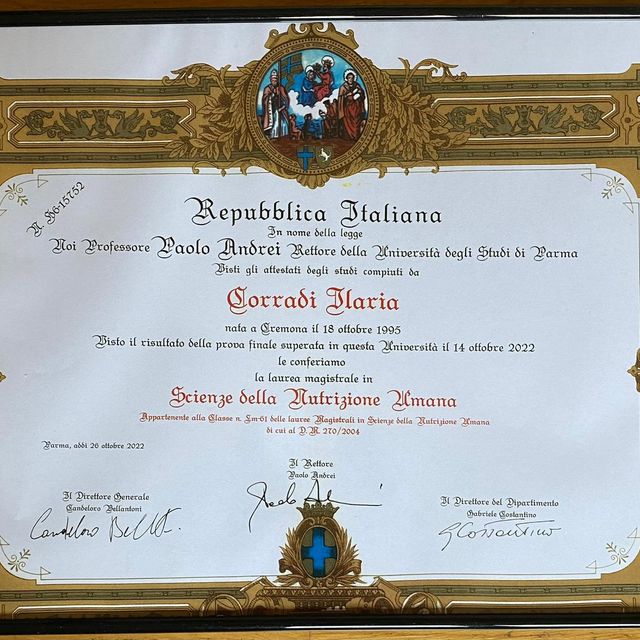 N. B6-15752
Repubblica Italiana
In nome della legge
Noi Professore Paolo Andrei Rettore della Università degli Studi di Parma
Visti gli attestati degli studi compiuti da
Corradi Ilaria
nata a Cremona il 18 ottobre 1995
Visto il risultato della prova finale superata in questa Università il 14 ottobre 2022
le conferiamo
la laurea magistrale in
Scienze della Nutrizione Umana
Appartenente alla Classe n. Lm-61 delle lauree Magistrali in Scienze della Nutrizione Umana
di cui al D. M. 270/2004
Parma, addì 26 ottobre 2022
Il Rettore
Paolo Andrei
Il Direttore Generale
Candeloro Bellantoni
Il Direttore del Dipartimento
Gabriele Costantino
Candeloro
Paolo
G Costantino